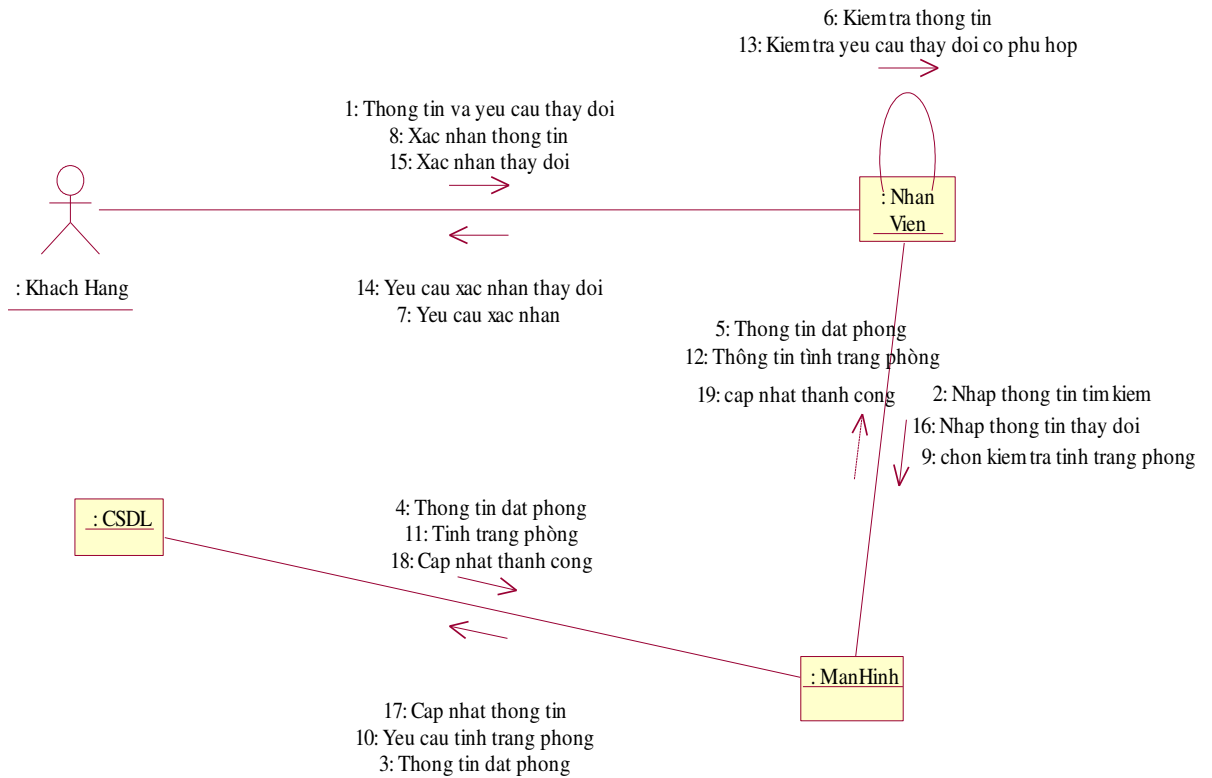 6: Kiem tra thong tin
13: Kiem tra yeu cau thay doi co phu hop
1: Thong tin va yeu cau thay doi
8: Xac nhan thong tin
15: Xac nhan thay doi
: Nhan
Vien
: Khach Hang
14: Yeu cau xac nhan thay doi
7: Yeu cau xac nhan
5: Thong tin dat phong
12: Thông tin tình trạng phòng
19: cap nhat thanh cong
2: Nhap thong tin tim kiem
16: Nhap thong tin thay doi
9: chon kiem tra tinh trang phong
: CSDL
4: Thong tin dat phong
11: Tinh trang phòng
18: Cap nhat thanh cong
: ManHinh
17: Cap nhat thong tin
10: Yeu cau tinh trang phong
3: Thong tin dat phong